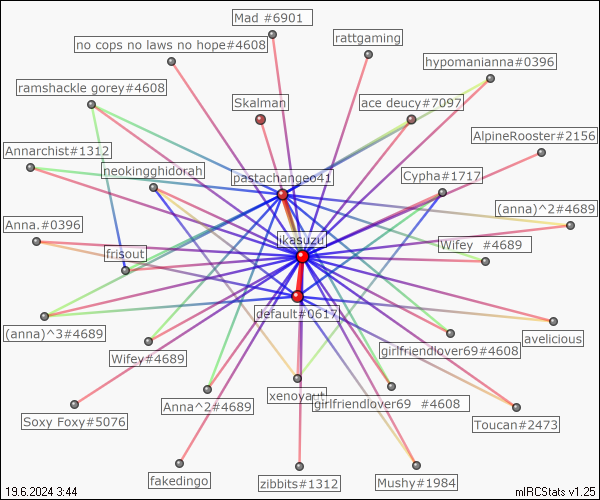 Mad #6901
no cops no laws no hope#4608
rattgaming
hypomanianna#0396
ramshackle gorey#4608
Skalman
ace deucy#7097
AlpineRooster#2156
Annarchist#1312
neokingghidorah
pastachangeo41
Cypha#1717
(anna)^2#4689
Anna.#0396
frisout
ikasuzu
Wifey #4689
default#0617
(anna)^3#4689
Wifey#4689
girlfriendlover69#4608
avelicious
Soxy Foxy#5076
Anna^2#4689
xenoyaut
girlfriendlover69 #4608
Toucan#2473
fakedingo
zibbits#1312
Mushy#1984
19.6.2024 3:44
mIRCStats v1.25